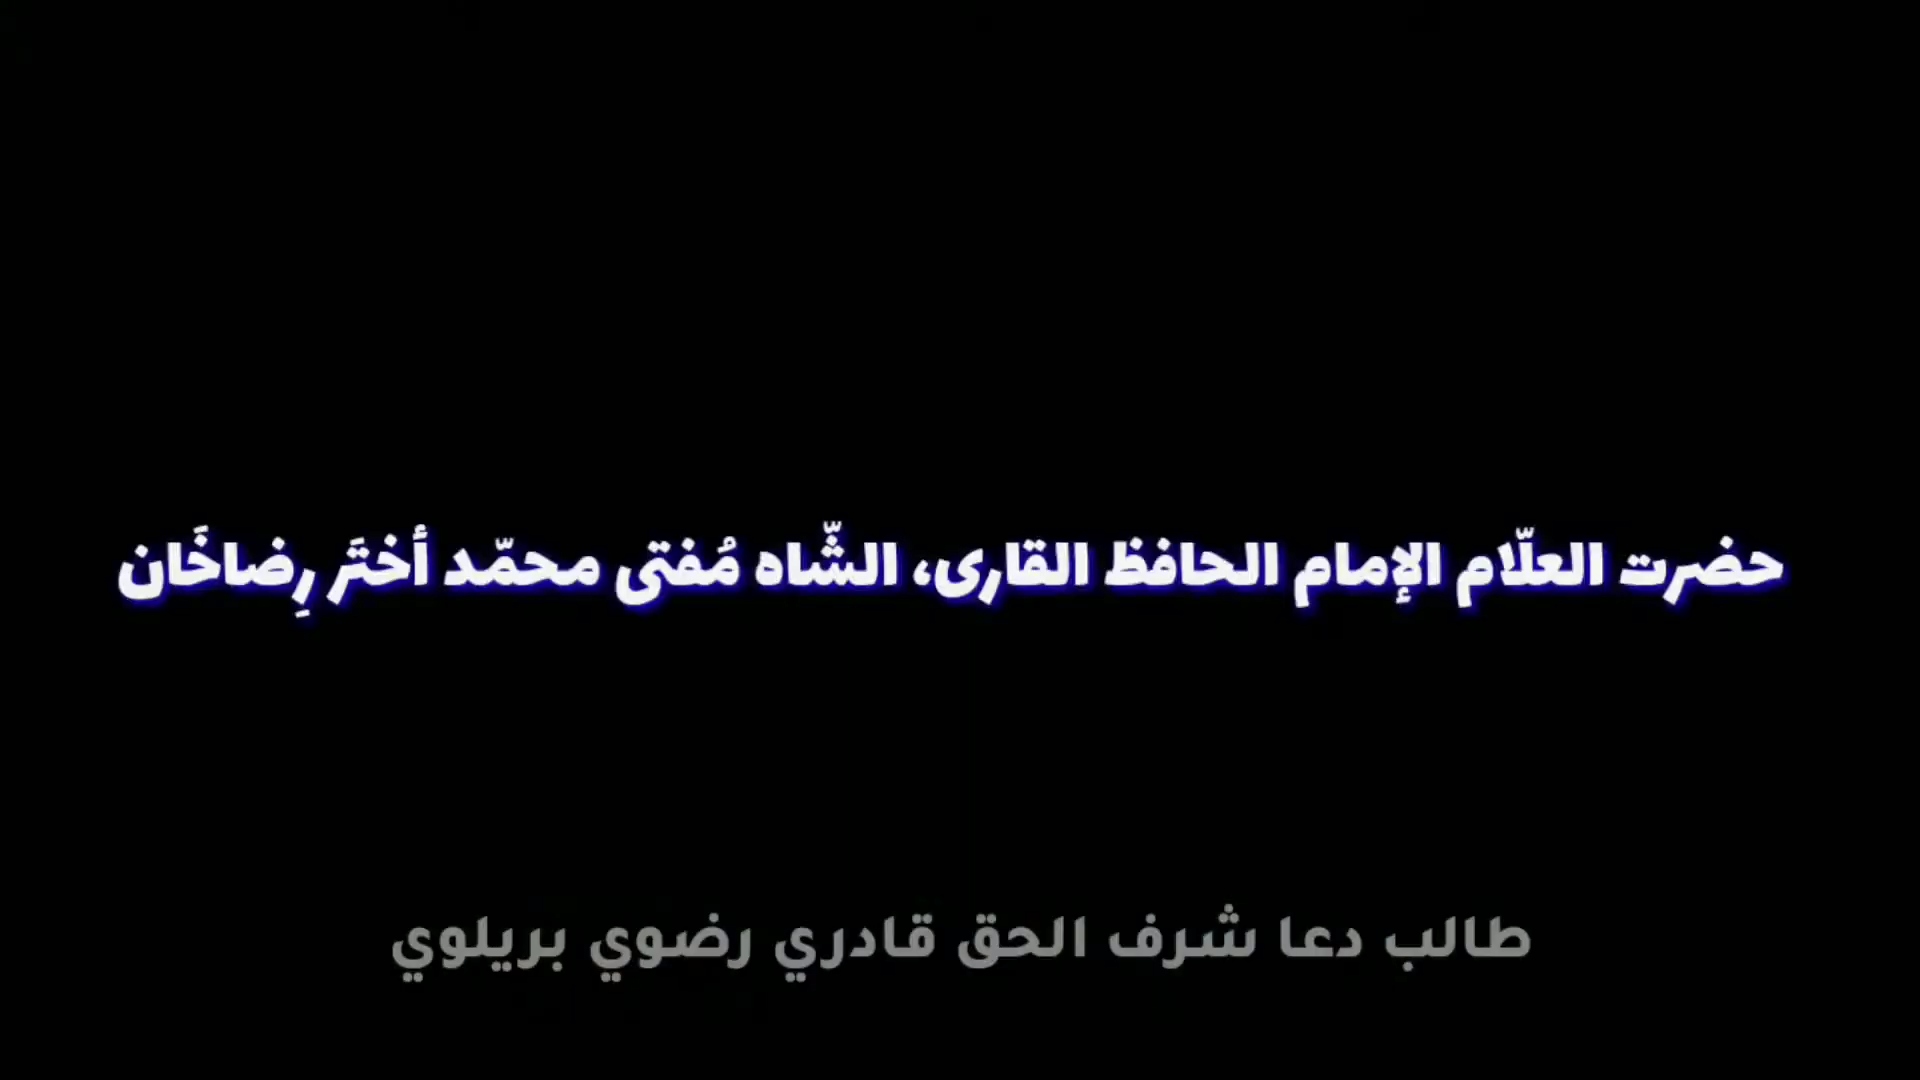 حضرت العلّام الإمام الحافظ القارى، الشّاه مُفتى محمّد أختَر رِضاخَان
طالب دعا شرف الحق قادري رضوي بريلوي